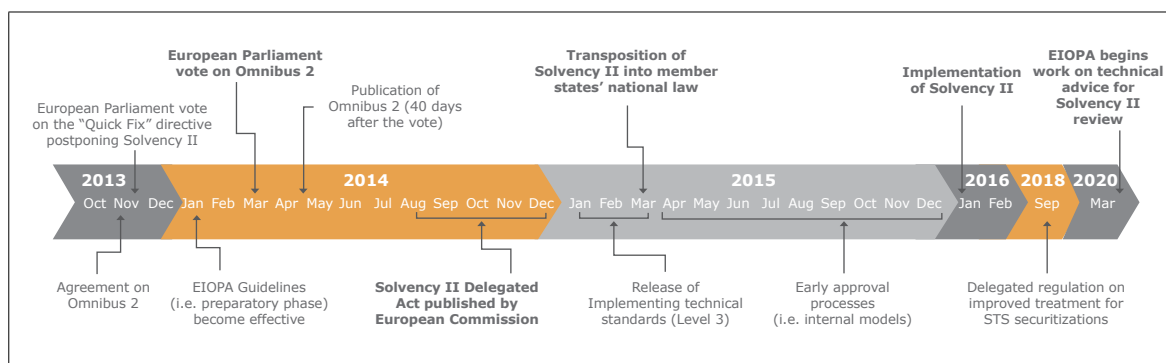 European Parliament
vote on Omnibus 2
Transposition of
Solvency II into member
states’ national law
EIOPA begins
work on technical
advice for
Solvency II
review
Implementation
of Solvency II
Publication of
Omnibus 2 (40 days
after the vote)
European Parliament vote
on the “Quick Fix” directive
postponing Solvency II
2013 2014 2015 2016 2018 2020
Oct Nov Dec Jan Feb Mar Apr May Jun Jul Aug Sep Oct Nov Dec Jan Feb Mar Apr May Jun Jul Aug Sep Oct Nov Dec Jan Feb Sep Mar
Agreement on
Omnibus 2
EIOPA Guidelines
(i.e. preparatory phase)
become effective
Solvency II Delegated
Act published by
European Commission
Release of
Implementing technical
standards (Level 3)
Early approval
processes
(i.e. internal models)
Delegated regulation on
improved treatment for
STS securitizations